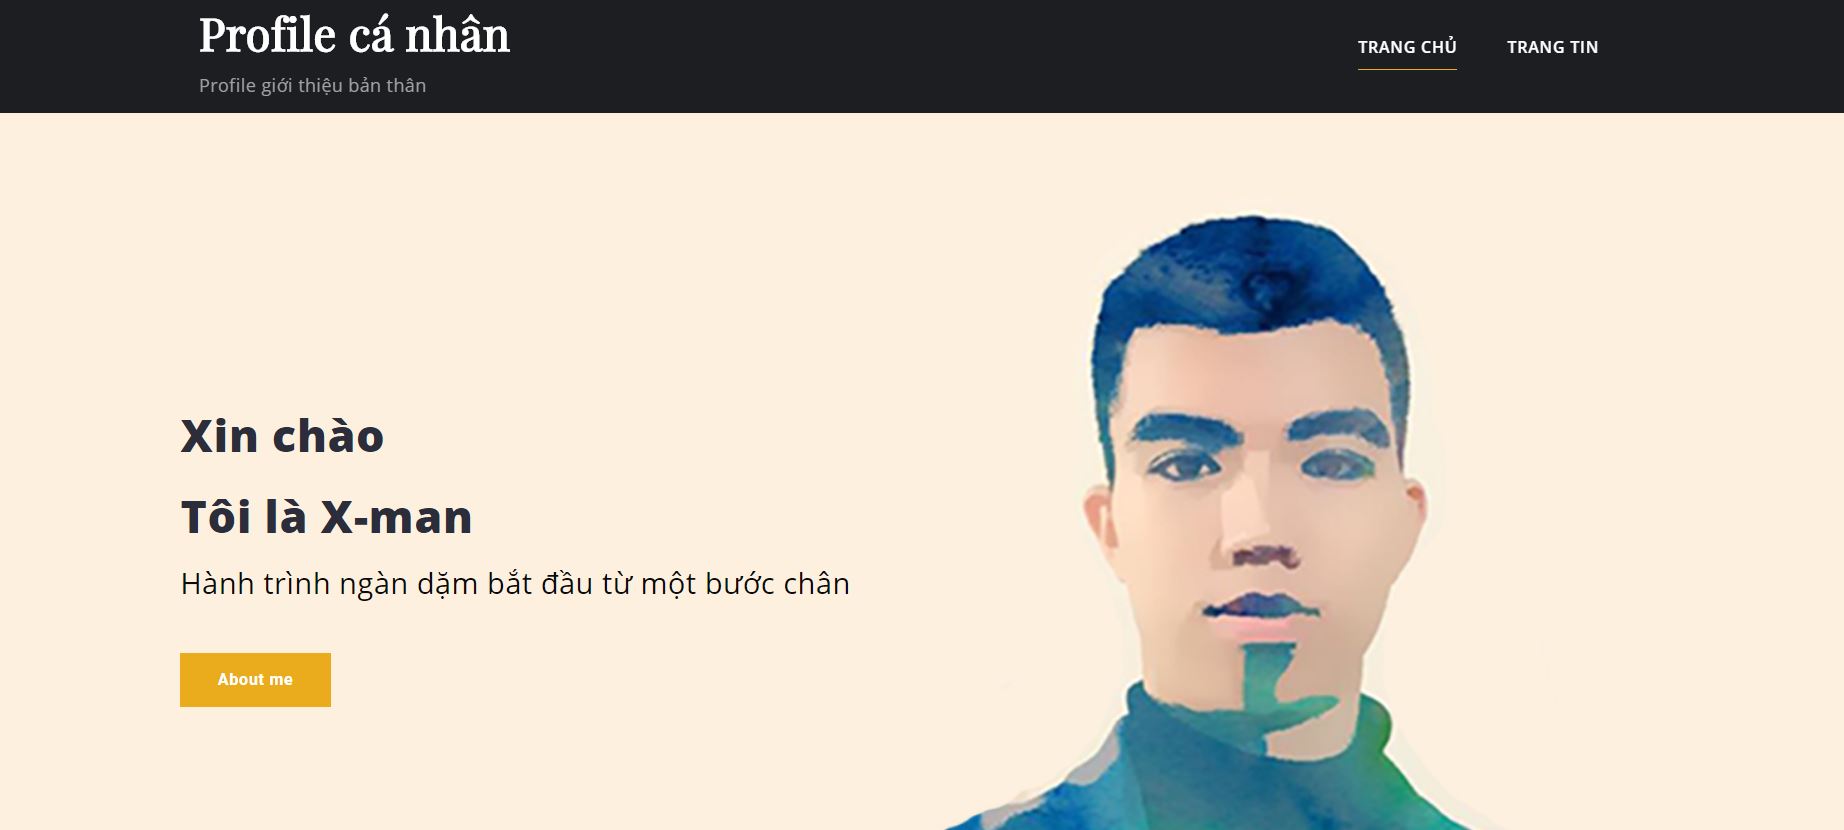 Profile cá nhân
Profile giới thiệu bản thân
TRANG CHỦ
TRANG TIN
Xin chào
Tôi là X-man
Hành trình ngàn dặm bắt đầu từ một bước chân
About me